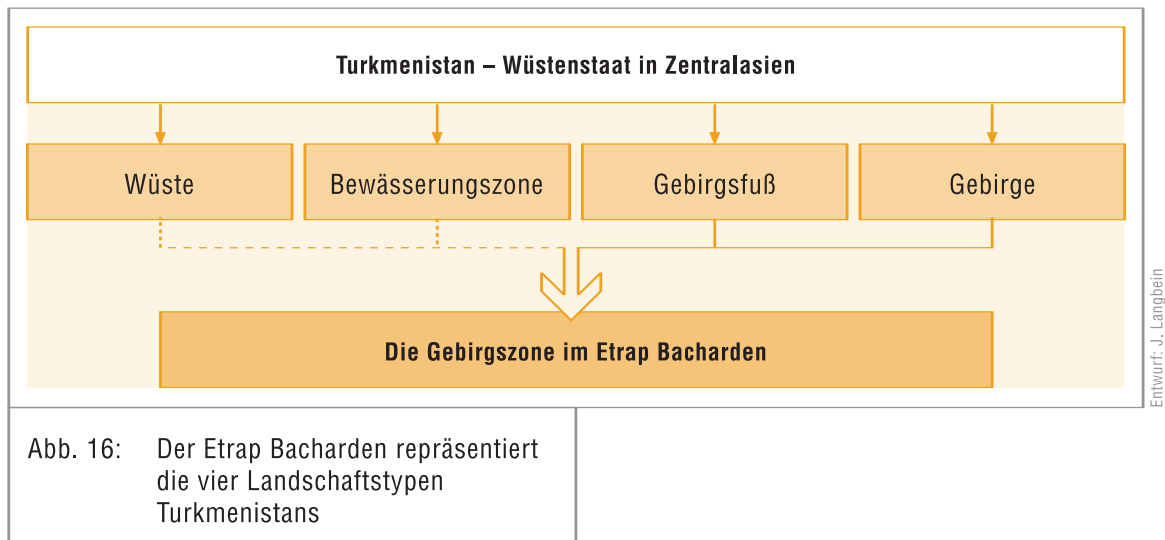 Turkmenistan – Wüstenstaat in Zentralasien
Wüste
Bewässerungszone
Gebirgsfuß
Gebirge
Die Gebirgszone im Etrap Bacharden
Entwurf: J. Langbein
Abb. 16: Der Etrap Bacharden repräsentiert
die vier Landschaftstypen
Turkmenistans